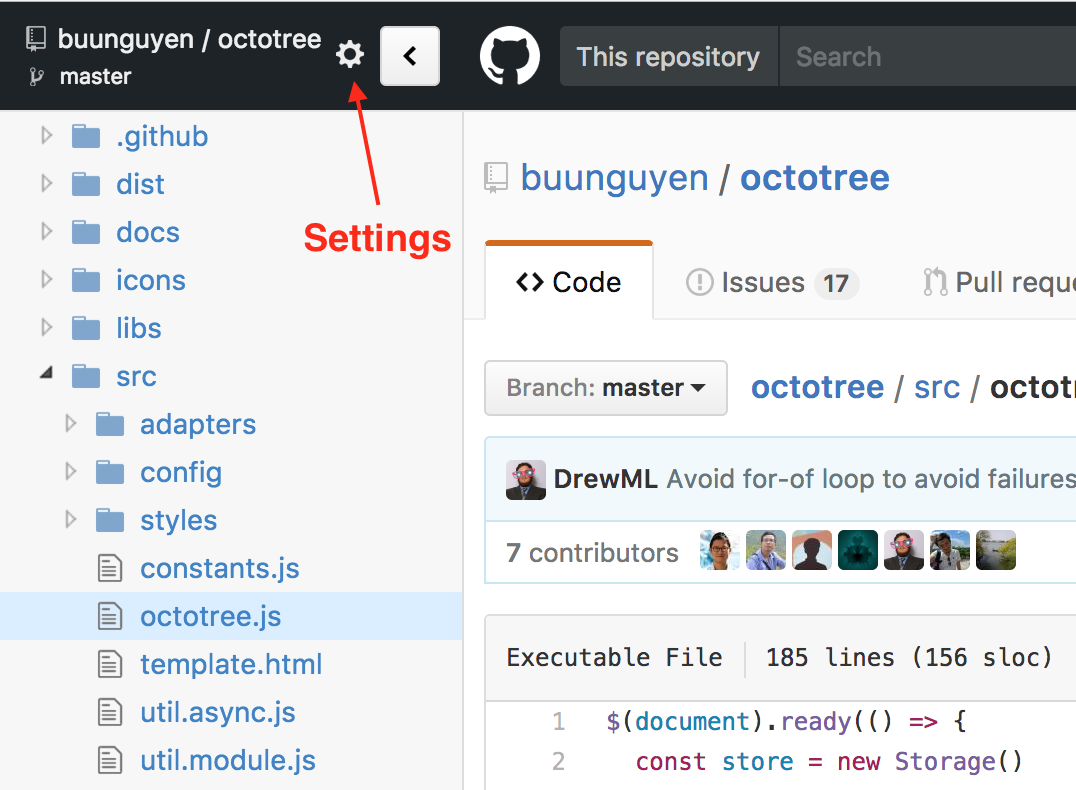 buunguyen / octotree
master
This repository
Search
.github
dist
docs
icons
libs
src
adapters
config
styles
constants.js
octotree.js
template.html
util.async.js
util.module.js
Settings
buunguyen / octotree
Code
Issues 17
Pull reque
Branch: master
octotree / src / octotr
DrewML Avoid for-of loop to avoid failures
7 contributors
Executable File 185 lines (156 sloc)
1 $(document).ready(() => {
2 const store = new Storage()